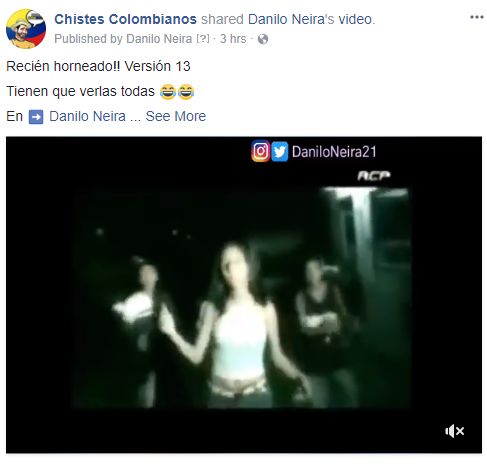 Chistes Colombianos shared Danilo Neira's video.
Published by Danilo Neira [?] · 3 hrs ·
Recién horneado!! Versión 13
Tienen que verlas todas 😂😂
En ➡ Danilo Neira ... See More
DaniloNeira21
ACP